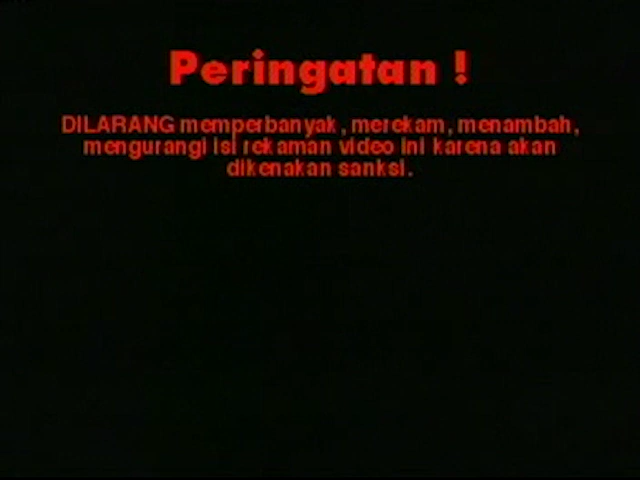 Peringatan !
DILARANG memperbanyak, merekam, menambah,
mengurangi isi rekaman video ini karena akan
dikenakan sanksi.